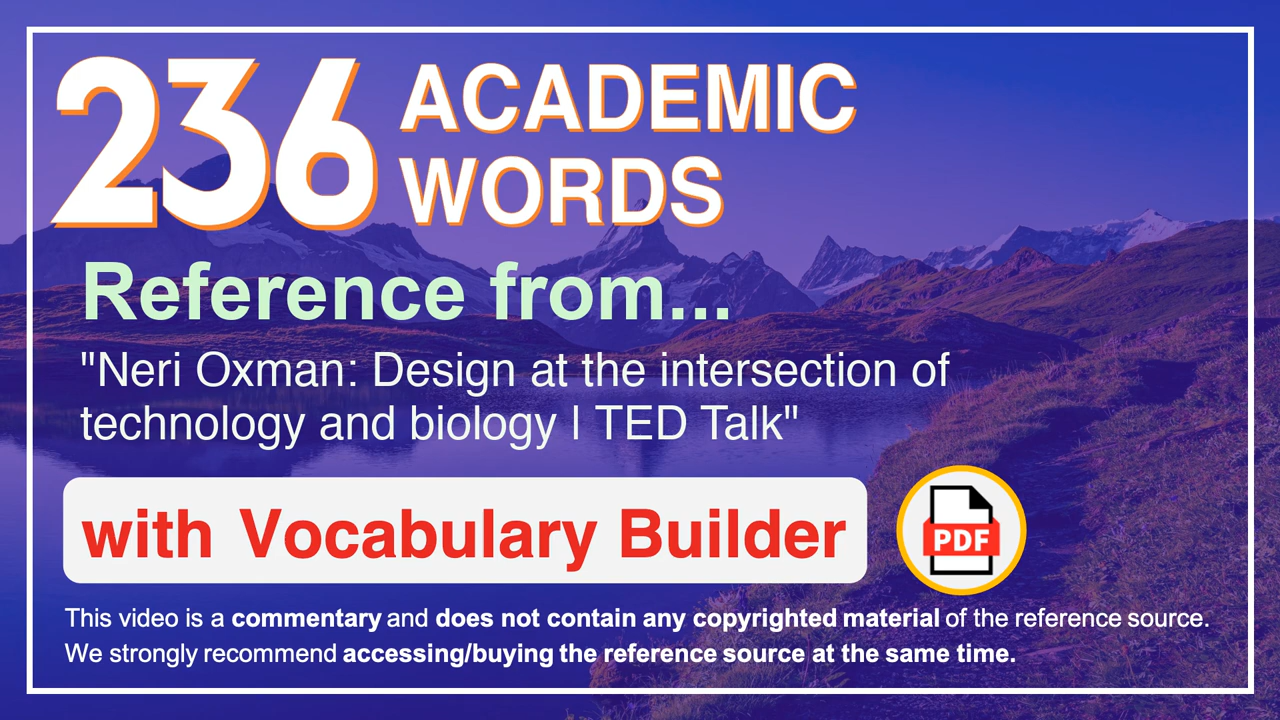 236 ACADEMIC
WORDS
Reference from...
"Neri Oxman: Design at the intersection of
technology and biology | TED Talk"
with Vocabulary Builder
PDF
This video is a commentary and does not contain any copyrighted material of the reference source.
We strongly recommend accessing/buying the reference source at the same time.